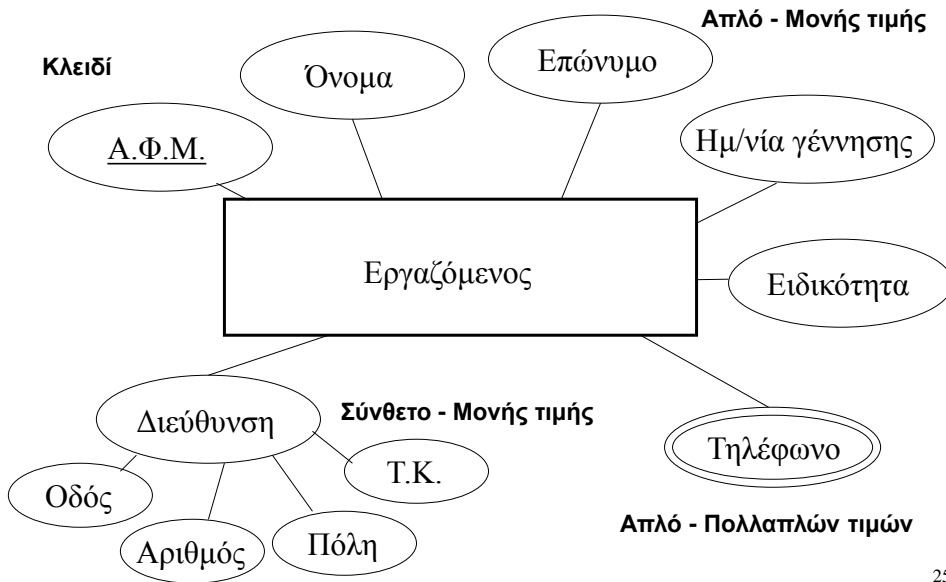 Απλό - Μονής τιμής
Κλειδί
Όνομα
Επώνυμο
Α.Φ.Μ.
Ημ/νία γέννησης
Εργαζόμενος
Ειδικότητα
Διεύθυνση
Σύνθετο - Μονής τιμής
Τηλέφωνο
Τ.Κ.
Οδός
Αριθμός
Πόλη
Απλό - Πολλαπλών τιμών
25